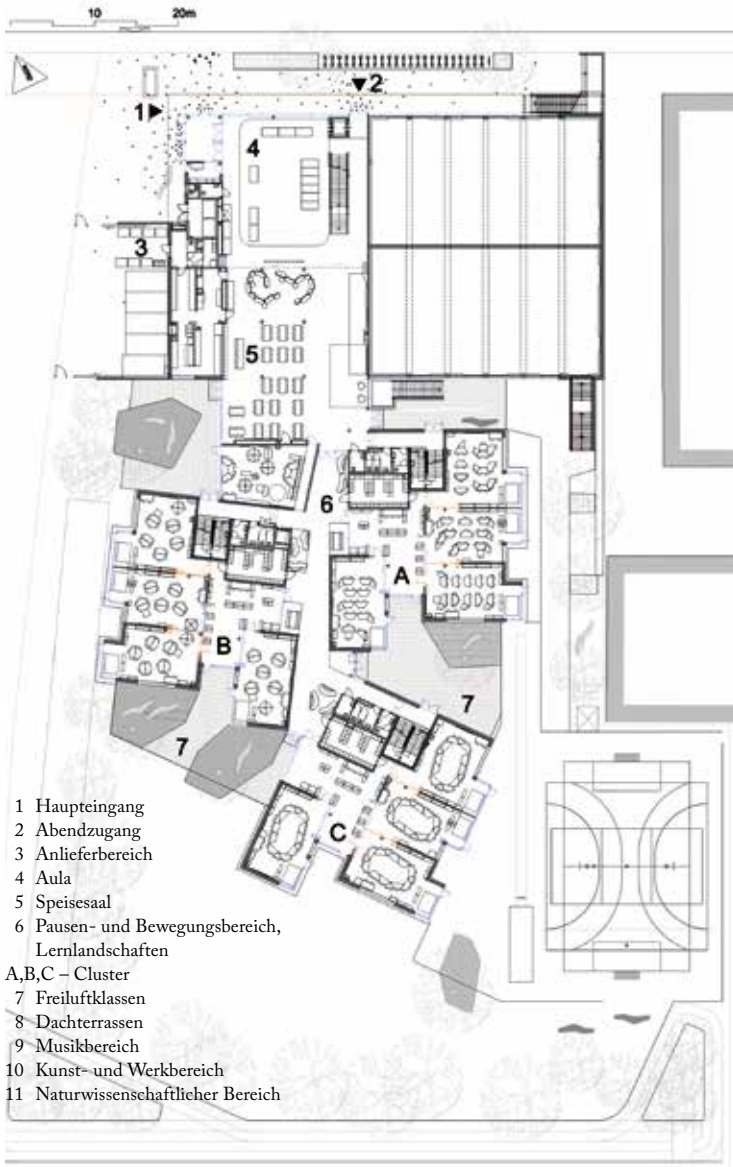 10 20m
2
1
4
3
5
6
A
B
7
7
C
1 Haupteingang
2 Abendzugang
3 Anlieferbereich
4 Aula
5 Speisesaal
6 Pausen- und Bewegungsbereich,
Lernlandschaften
A,B,C – Cluster
7 Freiluftklassen
8 Dachterrassen
9 Musikbereich
10 Kunst- und Werkbereich
11 Naturwissenschaftlicher Bereich